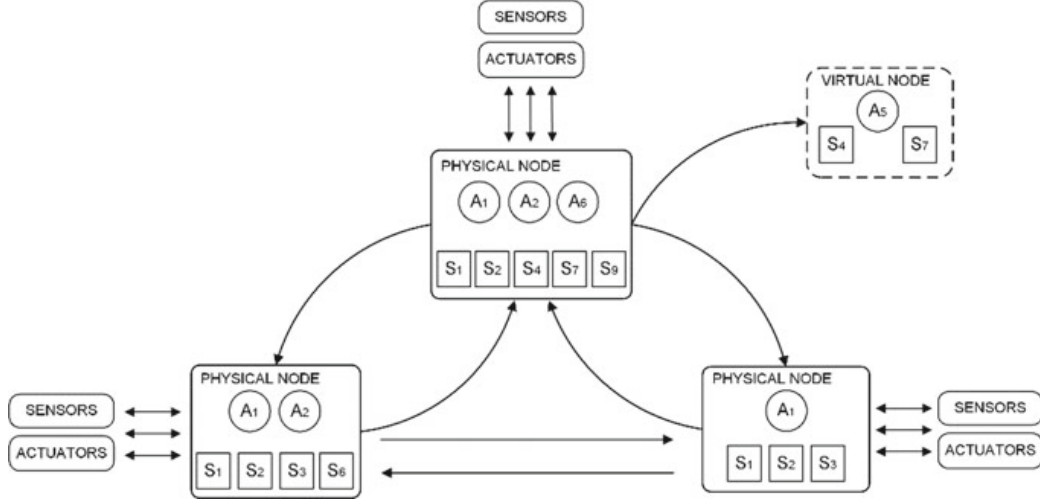 SENSORS
ACTUATORS
VIRTUAL NODE
A5
S4 S7
PHYSICAL NODE
A1 A2 A6
S1 S2 S4 S7 S9
PHYSICAL NODE
A1 A2
S1 S2 S3 S6
SENSORS
ACTUATORS
PHYSICAL NODE
A1
S1 S2 S3
SENSORS
ACTUATORS